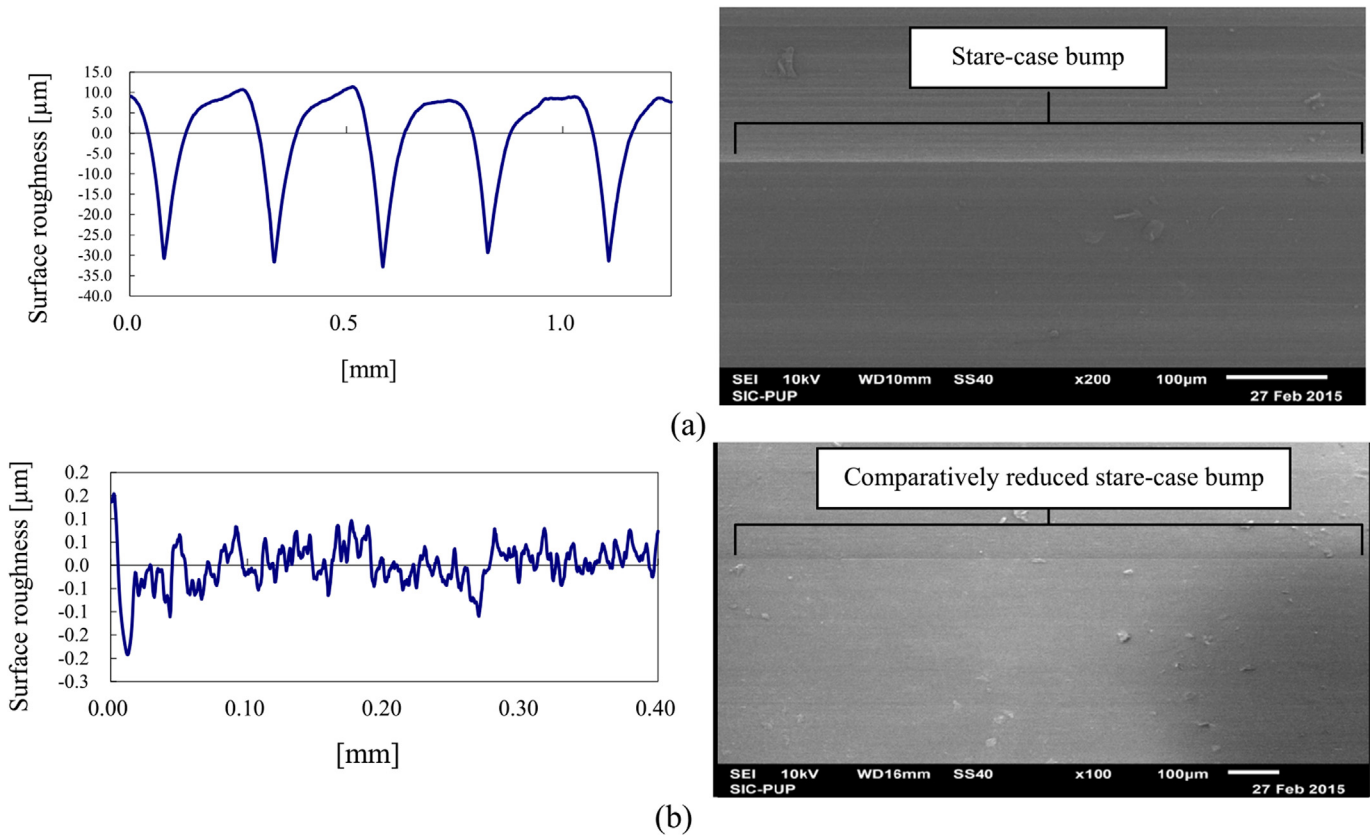 Surface roughness [µm]
15.0
10.0
5.0
0.0
-5.0
-10.0
-15.0
-20.0
-25.0
-30.0
-35.0
-40.0
0.0 0.5 1.0
[mm]
Stare-case bump
SEI 10kV WD10mm SS40 x200 100µm
SIC-PUP 27 Feb 2015
(a)
Surface roughness [µm]
0.2
0.2
0.1
0.1
0.0
-0.1
-0.1
-0.2
-0.2
-0.3
0.00 0.10 0.20 0.30 0.40
[mm]
Comparatively reduced stare-case bump
SEI 10kV WD16mm SS40 x100 100µm
SIC-PUP 27 Feb 2015
(b)